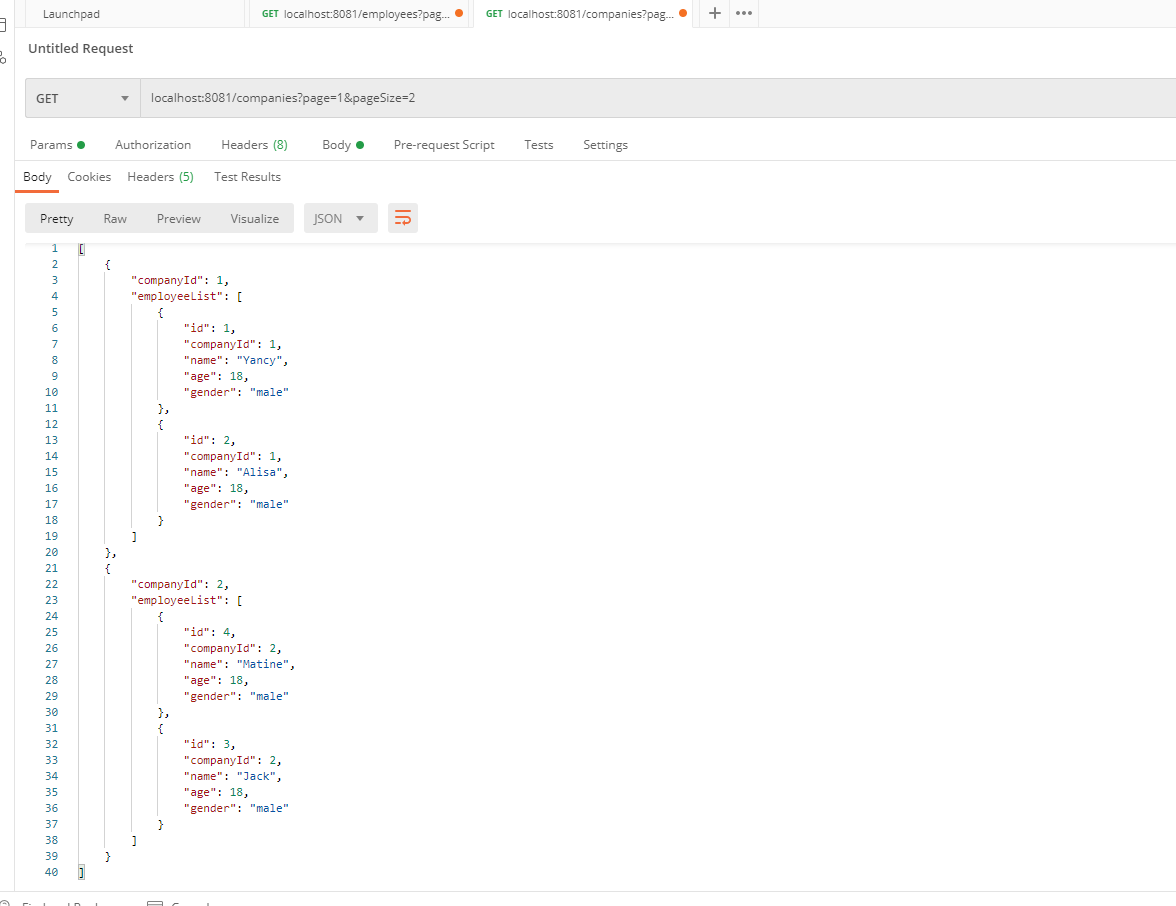 Launchpad GET localhost:8081/employees?pag... GET localhost:8081/companies?pag... + •••
Untitled Request
GET localhost:8081/companies?page=1&pageSize=2
Params Authorization Headers (8) Body Pre-request Script Tests Settings
Body Cookies Headers (5) Test Results
Pretty Raw Preview Visualize JSON
1 [
2 {
3 "companyId": 1,
4 "employeeList": [
5 {
6 "id": 1,
7 "companyId": 1,
8 "name": "Yancy",
9 "age": 18,
10 "gender": "male"
11 },
12 {
13 "id": 2,
14 "companyId": 1,
15 "name": "Alisa",
16 "age": 18,
17 "gender": "male"
18 }
19 ]
20 },
21 {
22 "companyId": 2,
23 "employeeList": [
24 {
25 "id": 4,
26 "companyId": 2,
27 "name": "Matine",
28 "age": 18,
29 "gender": "male"
30 },
31 {
32 "id": 3,
33 "companyId": 2,
34 "name": "Jack",
35 "age": 18,
36 "gender": "male"
37 }
38 ]
39 }
40 ]